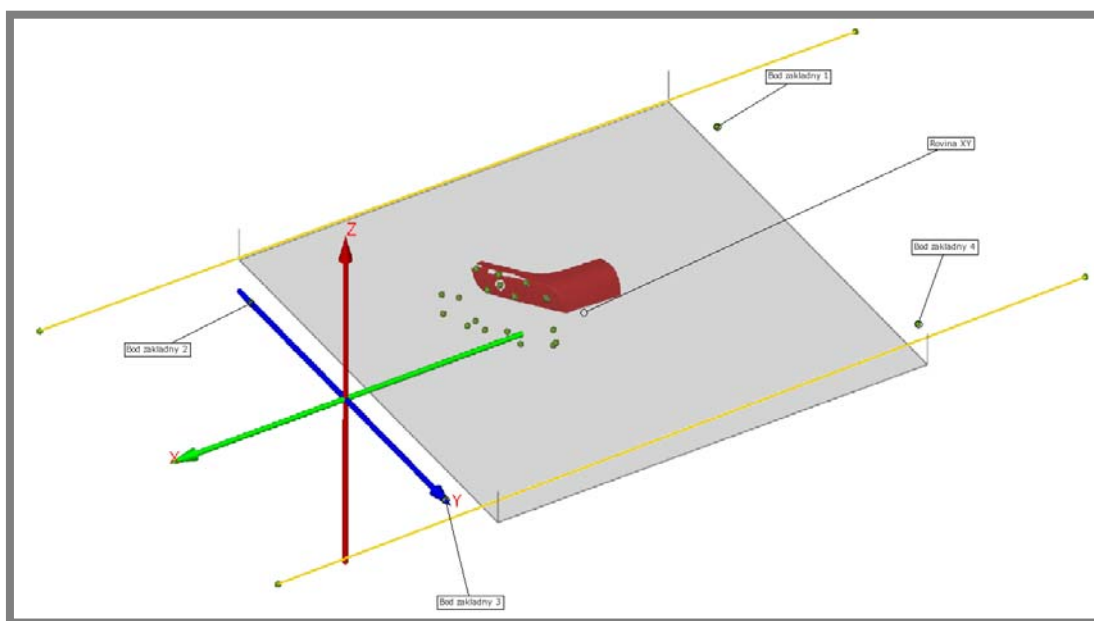 Bod zakladny 1
Rovina XY
Bod zakladny 4
Z
Bod zakladny 2
X
Y
Bod zakladny 3